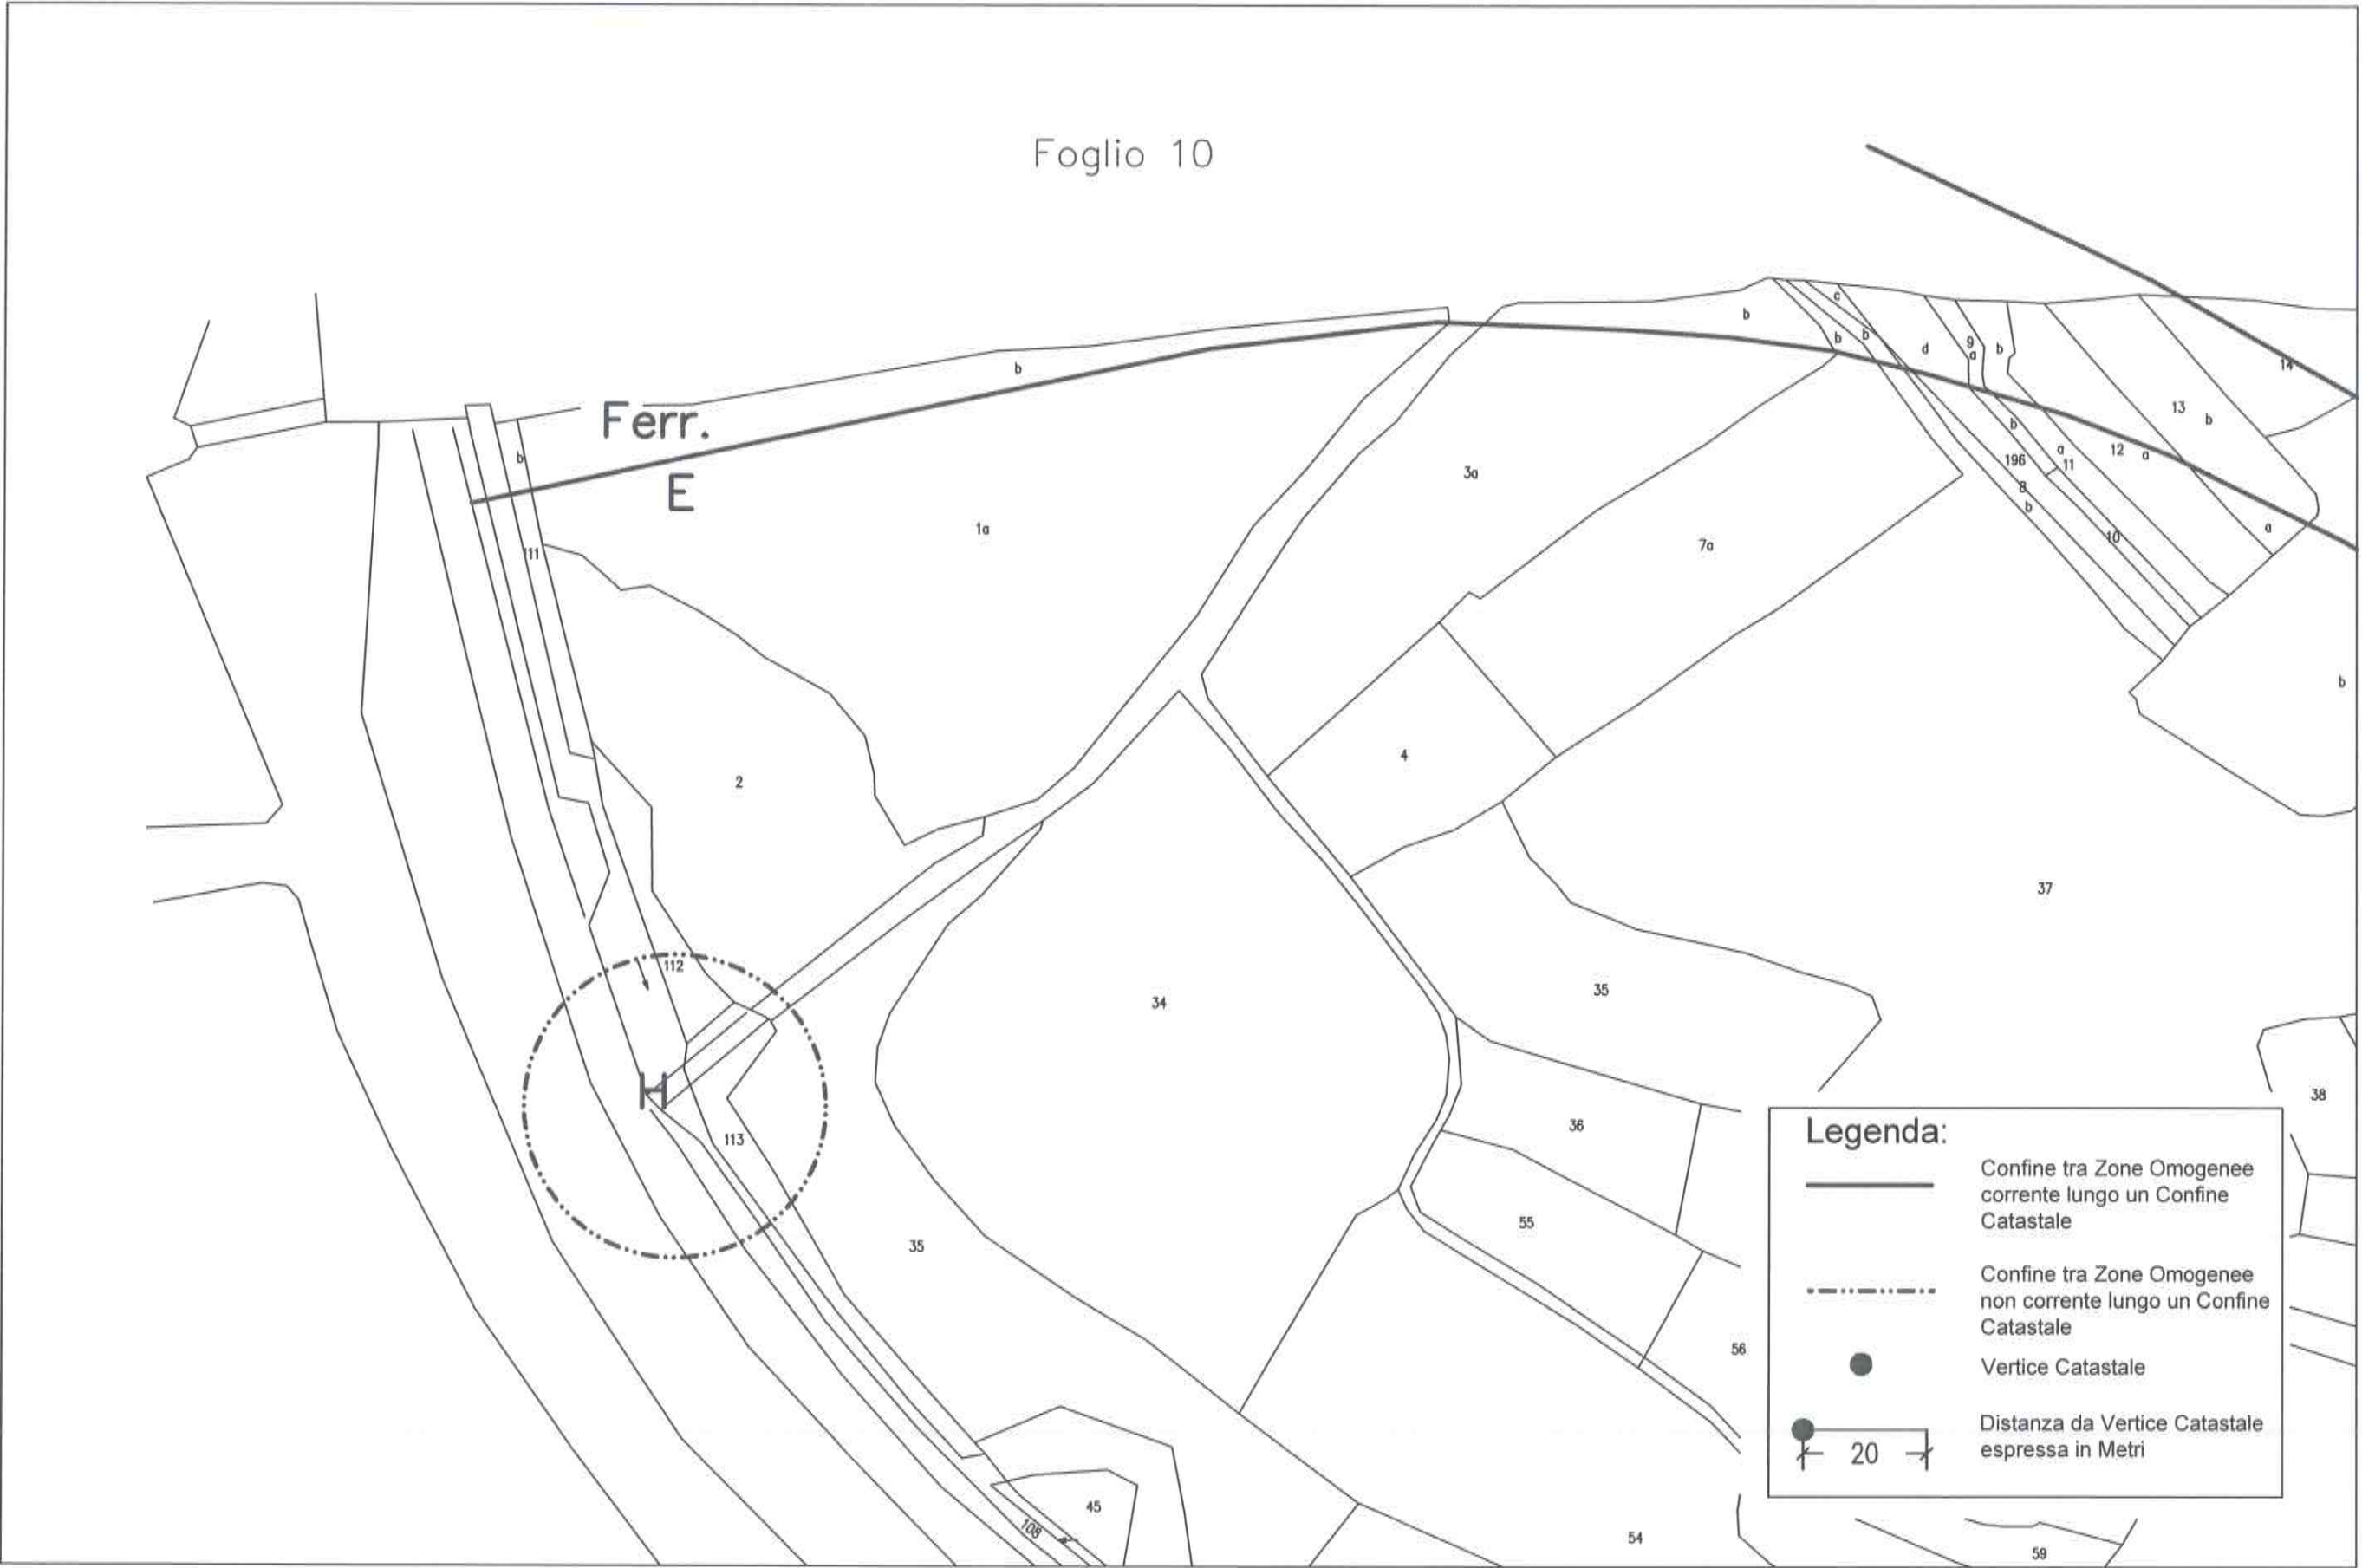 Foglio 10
c
b
b
b
9
a
b
d
14
b
13
b
Ferr.
b
E
3a
b
a
12
a
11
196
8
b
1a
a
7a
10
111
b
4
2
37
112
35
34
H
38
36
113
55
35
56
45
108
54
59
Legenda:
Confine tra Zone Omogenee
corrente lungo un Confine
Catastale
Confine tra Zone Omogenee
non corrente lungo un Confine
Catastale
Vertice Catastale
20
Distanza da Vertice Catastale
espressa in Metri